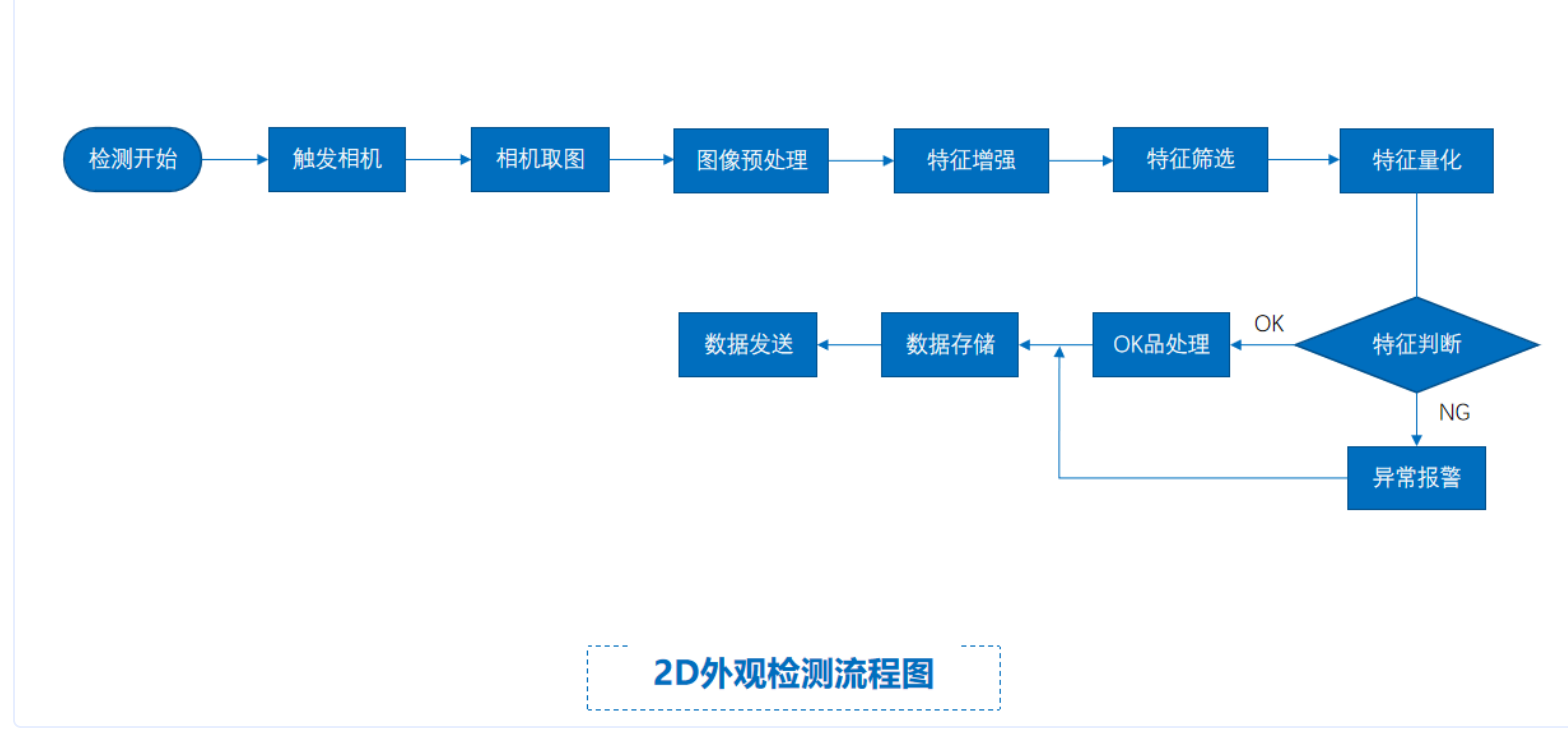 检测开始
触发相机
相机取图
图像预处理
特征增强
特征筛选
特征量化
特征判断
OK
OK品处理
数据存储
数据发送
NG
异常报警
2D外观检测流程图